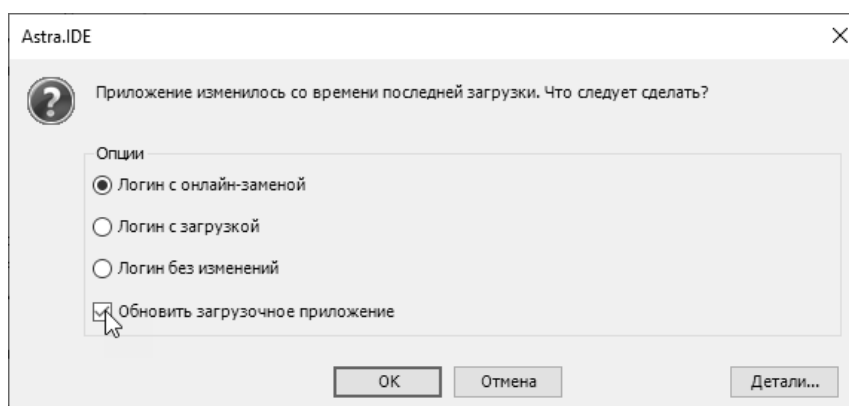 Astra.IDE
Приложение изменилось со времени последней загрузки. Что следует сделать?
Опции
Логин с онлайн-заменой
Логин с загрузкой
Логин без изменений
Обновить загрузочное приложение
OK
Отмена
Детали...